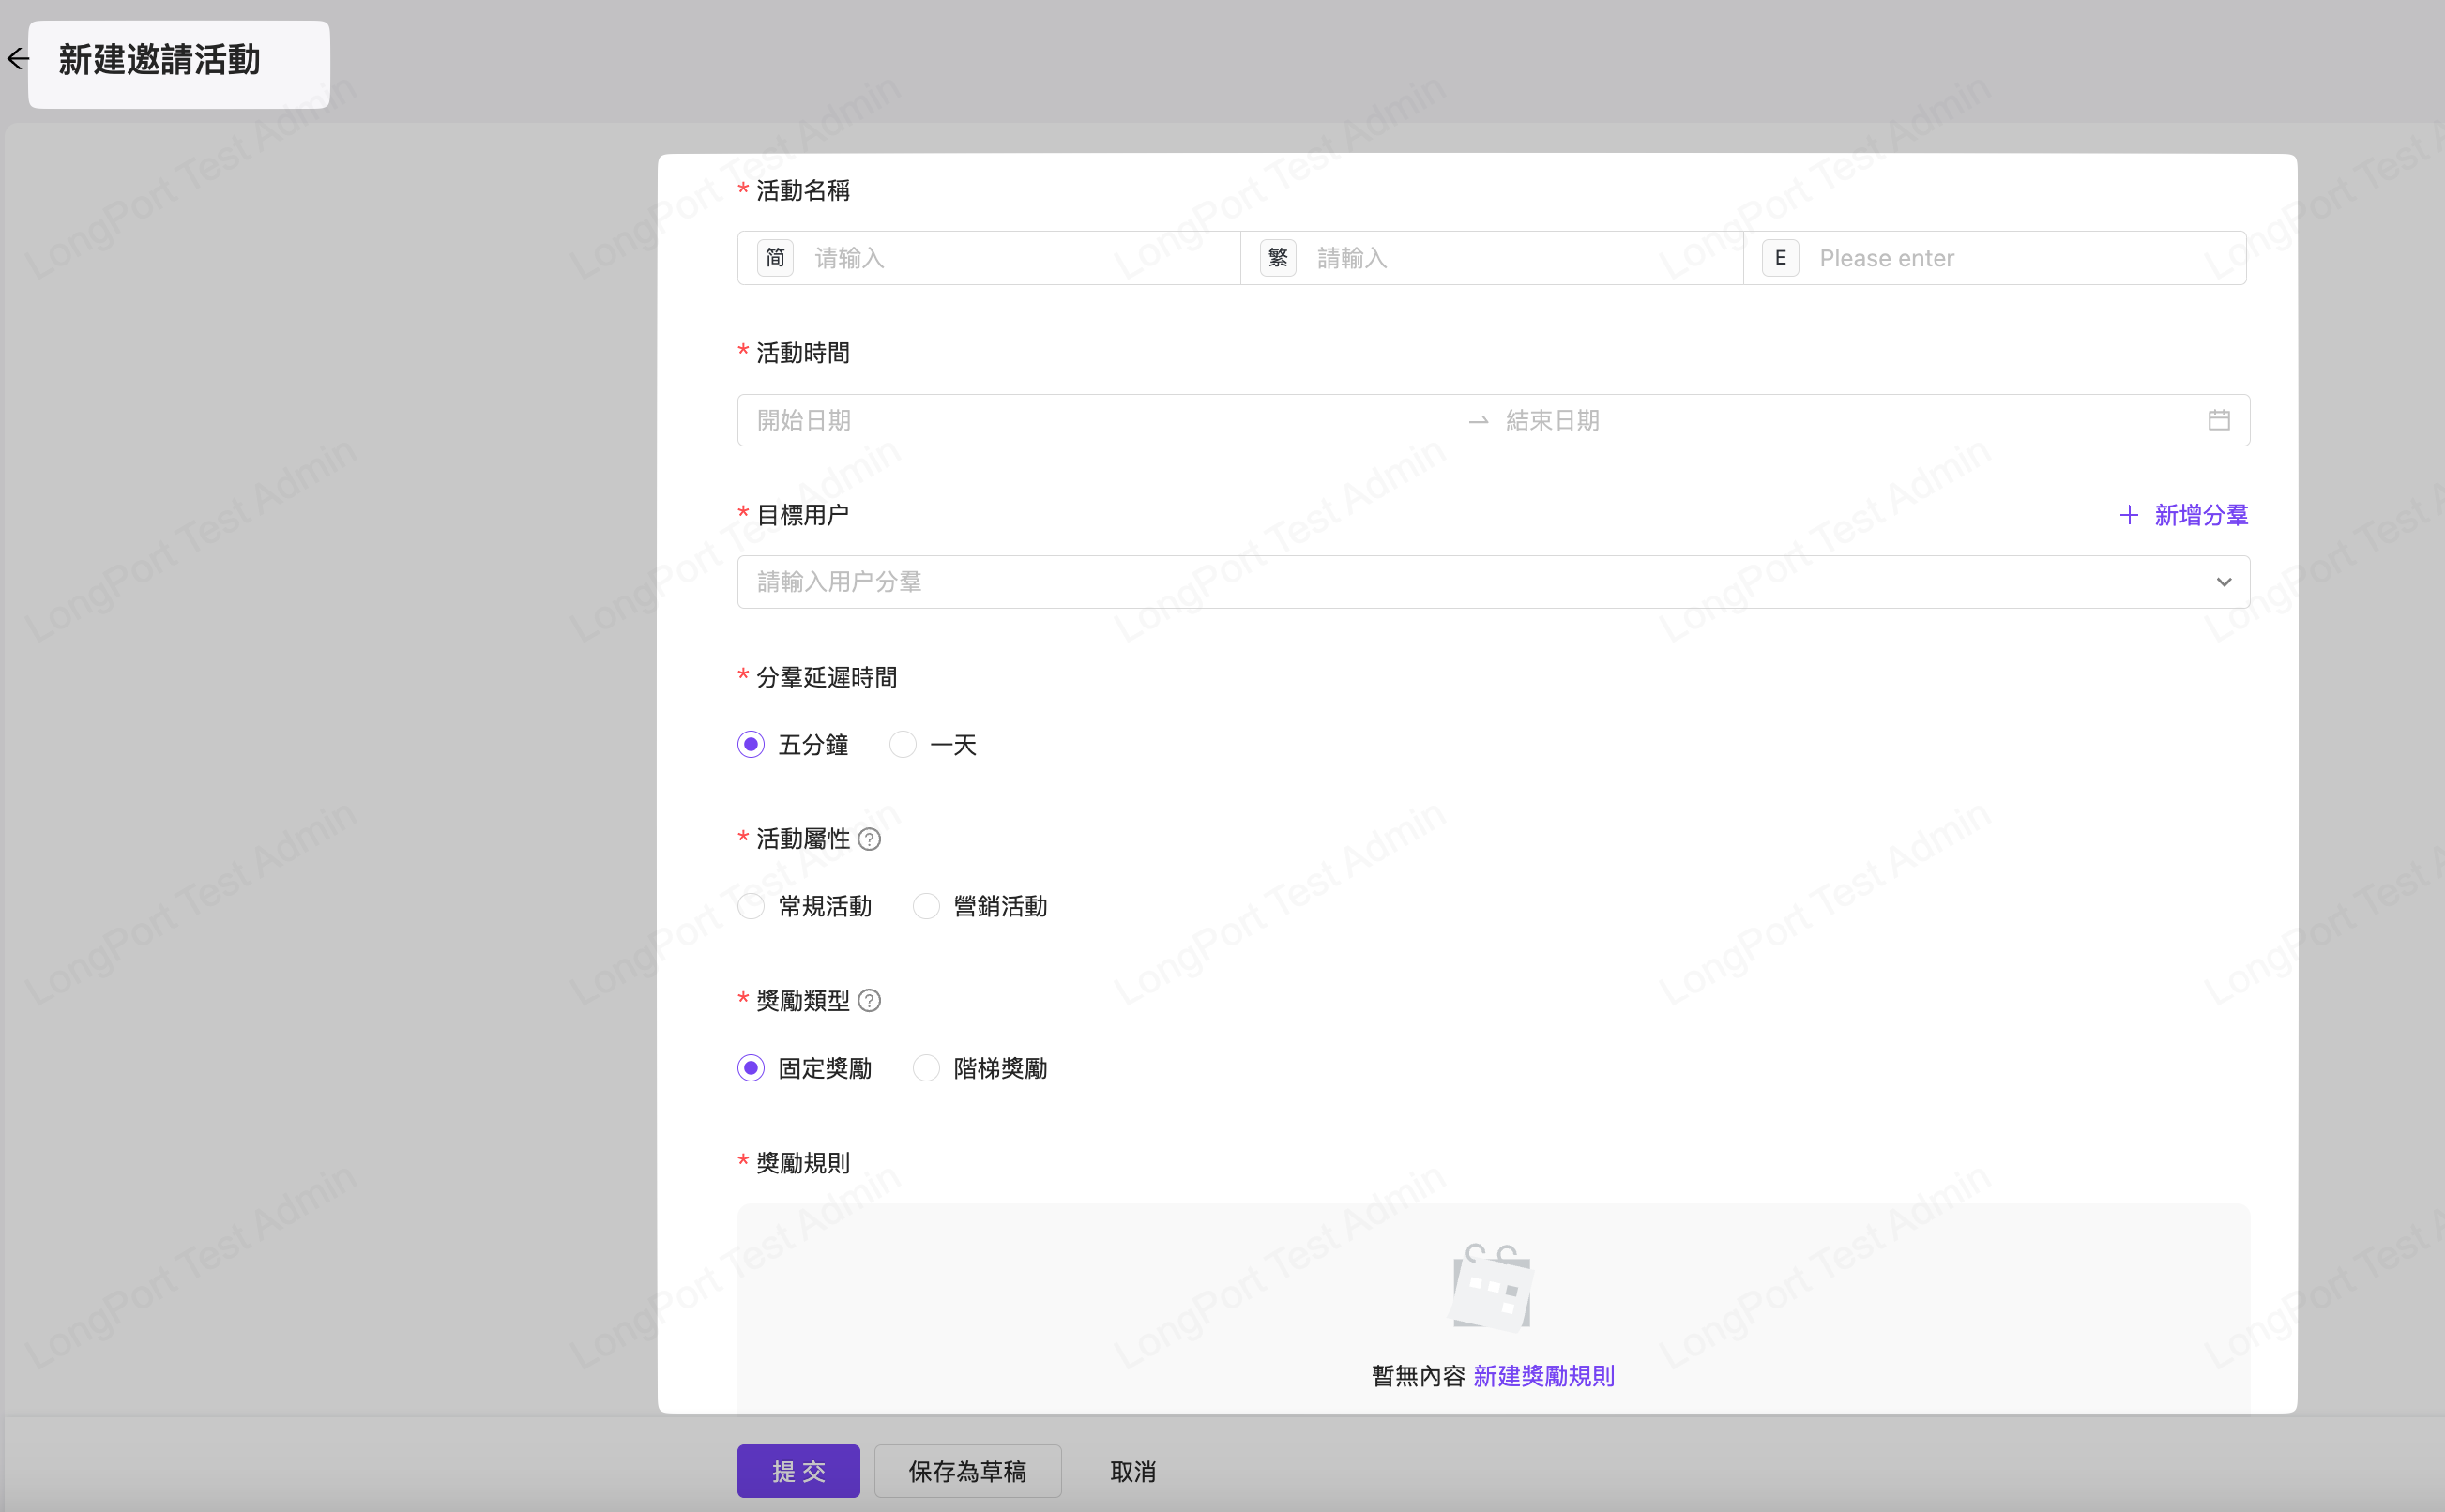 新建邀請活動
* 活動名稱
简 请输入 繁 請輸入 E Please enter
* 活動時間
開始日期 → 結束日期
* 目標用户 + 新增分羣
請輸入用户分羣
* 分羣延遲時間
五分鐘 一天
* 活動屬性 ?
常規活動 營銷活動
* 獎勵類型 ?
固定獎勵 階梯獎勵
* 獎勵規則
暫無內容 新建獎勵規則
提交 保存為草稿 取消
LongPort Test Admin